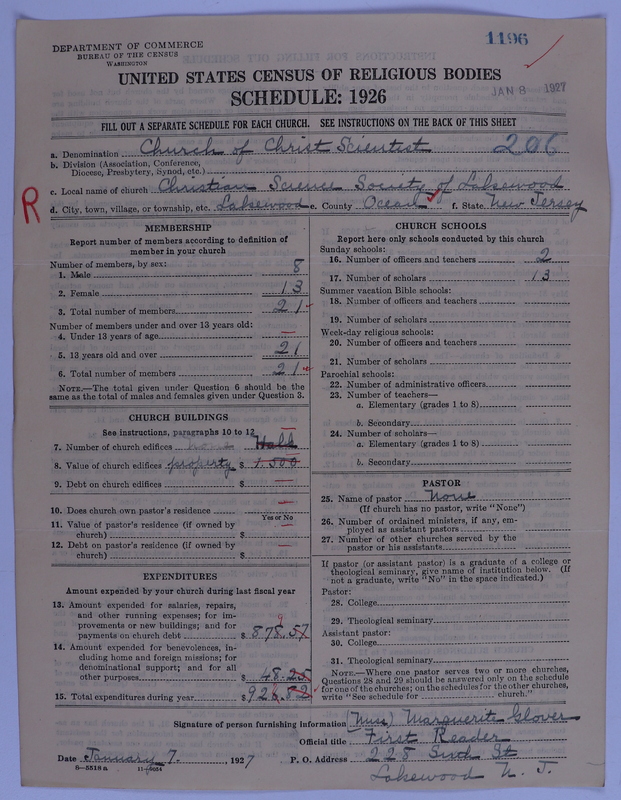 DEPARTMENT OF COMMERCE
BUREAU OF THE CENSUS
WASHINGTON
1196
UNITED STATES CENSUS OF RELIGIOUS BODIES
SCHEDULE: 1926
JAN 8 1927
FILL OUT A SEPARATE SCHEDULE FOR EACH CHURCH. SEE INSTRUCTIONS ON THE BACK OF THIS SHEET
a. Denomination Church of Christ Scientist 206
b. Division (Association, Conference, Diocese, Presbytery, Synod, etc.)
c. Local name of church Christian Science Society of Lakewood
R
d. City, town, village, or township, etc. Lakewood e. County Ocean f. State New Jersey
MEMBERSHIP
Report number of members according to definition of
member in your church
Number of members, by sex:
1. Male 8
2. Female 13
3. Total number of members 21
Number of members under and over 13 years old:
4. Under 13 years of age —
5. 13 years old and over 21
6. Total number of members 21
NOTE.—The total given under Question 6 should be the
same as the total of males and females given under Question 3.
CHURCH BUILDINGS
See instructions, paragraphs 10 to 12
7. Number of church edifices none Hall
8. Value of church edifices property $ 1.500
9. Debt on church edifices $ —
10. Does church own pastor's residence —
Yes or No
11. Value of pastor's residence (if owned by
church) $ —
12. Debt on pastor's residence (if owned by
church) $ —
EXPENDITURES
Amount expended by your church during last fiscal year
13. Amount expended for salaries, repairs,
and other running expenses; for im-
provements or new buildings; and for
payments on church debt $ 878.57
9
14. Amount expended for benevolences, in-
cluding home and foreign missions; for
denominational support; and for all
other purposes $ 48.25
15. Total expenditures during year $ 926.82
CHURCH SCHOOLS
Report here only schools conducted by this church
Sunday schools:
16. Number of officers and teachers 2
17. Number of scholars 13
Summer vacation Bible schools:
18. Number of officers and teachers
19. Number of scholars
Week-day religious schools:
20. Number of officers and teachers
21. Number of scholars
Parochial schools:
22. Number of administrative officers
23. Number of teachers—
a. Elementary (grades 1 to 8)
b. Secondary
24. Number of scholars—
a. Elementary (grades 1 to 8)
b. Secondary
PASTOR
25. Name of pastor None
(If church has no pastor, write "None")
26. Number of ordained ministers, if any, em-
ployed as assistant pastors
27. Number of other churches served by the
pastor or his assistants
If pastor (or assistant pastor) is a graduate of a college or
theological seminary, give name of institution below. (If
not a graduate, write "No" in the space indicated.)
Pastor:
28. College
29. Theological seminary
Assistant pastor:
30. College
31. Theological seminary
NOTE.—Where one pastor serves two or more churches,
Questions 28 and 29 should be answered only on the schedule
for one of the churches; on the schedules for the other churches,
write "See schedule for church."
Signature of person furnishing information (Miss) Marguerite Glover
Official title First Reader
Date January 7. , 1927 P. O. Address 228 Sixth St
8—5518 a Lakewood N. J.